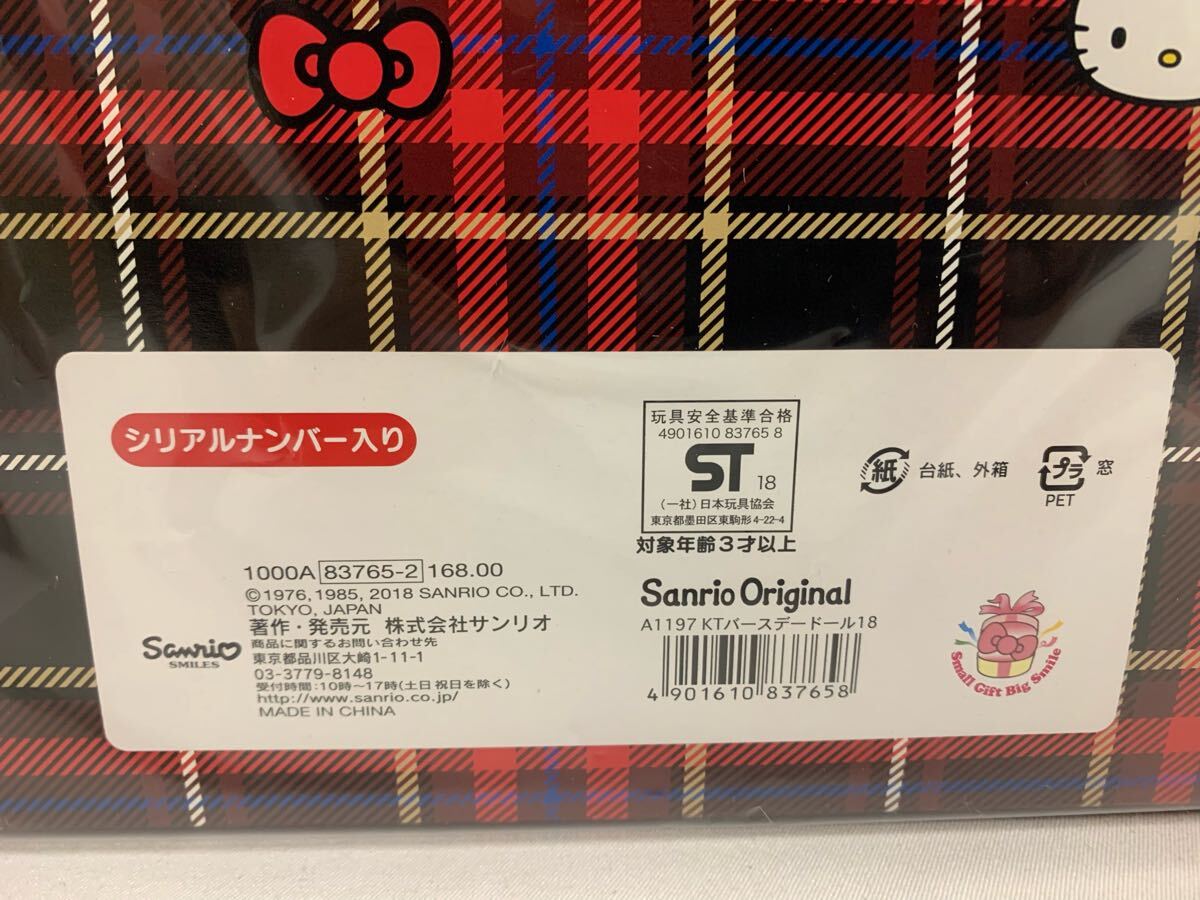 シリアルナンバー入り
玩具安全基準合格
4901610 83765 8
ST 18
(一社)日本玩具協会
東京都墨田区東駒形4-22-4
対象年齢3才以上
紙 台紙、外箱
プラ 窓
PET
1000A 83765-2 168.00
©1976, 1985, 2018 SANRIO CO., LTD.
TOKYO, JAPAN
著作・発売元 株式会社サンリオ
商品に関するお問い合わせ先
東京都品川区大崎1-11-1
03-3779-8148
受付時間:10時~17時(土日祝日を除く)
http://www.sanrio.co.jp/
MADE IN CHINA
Sanrio
SMILES
Sanrio Original
A1197 KTバースデードール18
4 901610 837658
Small Gift Big Smile